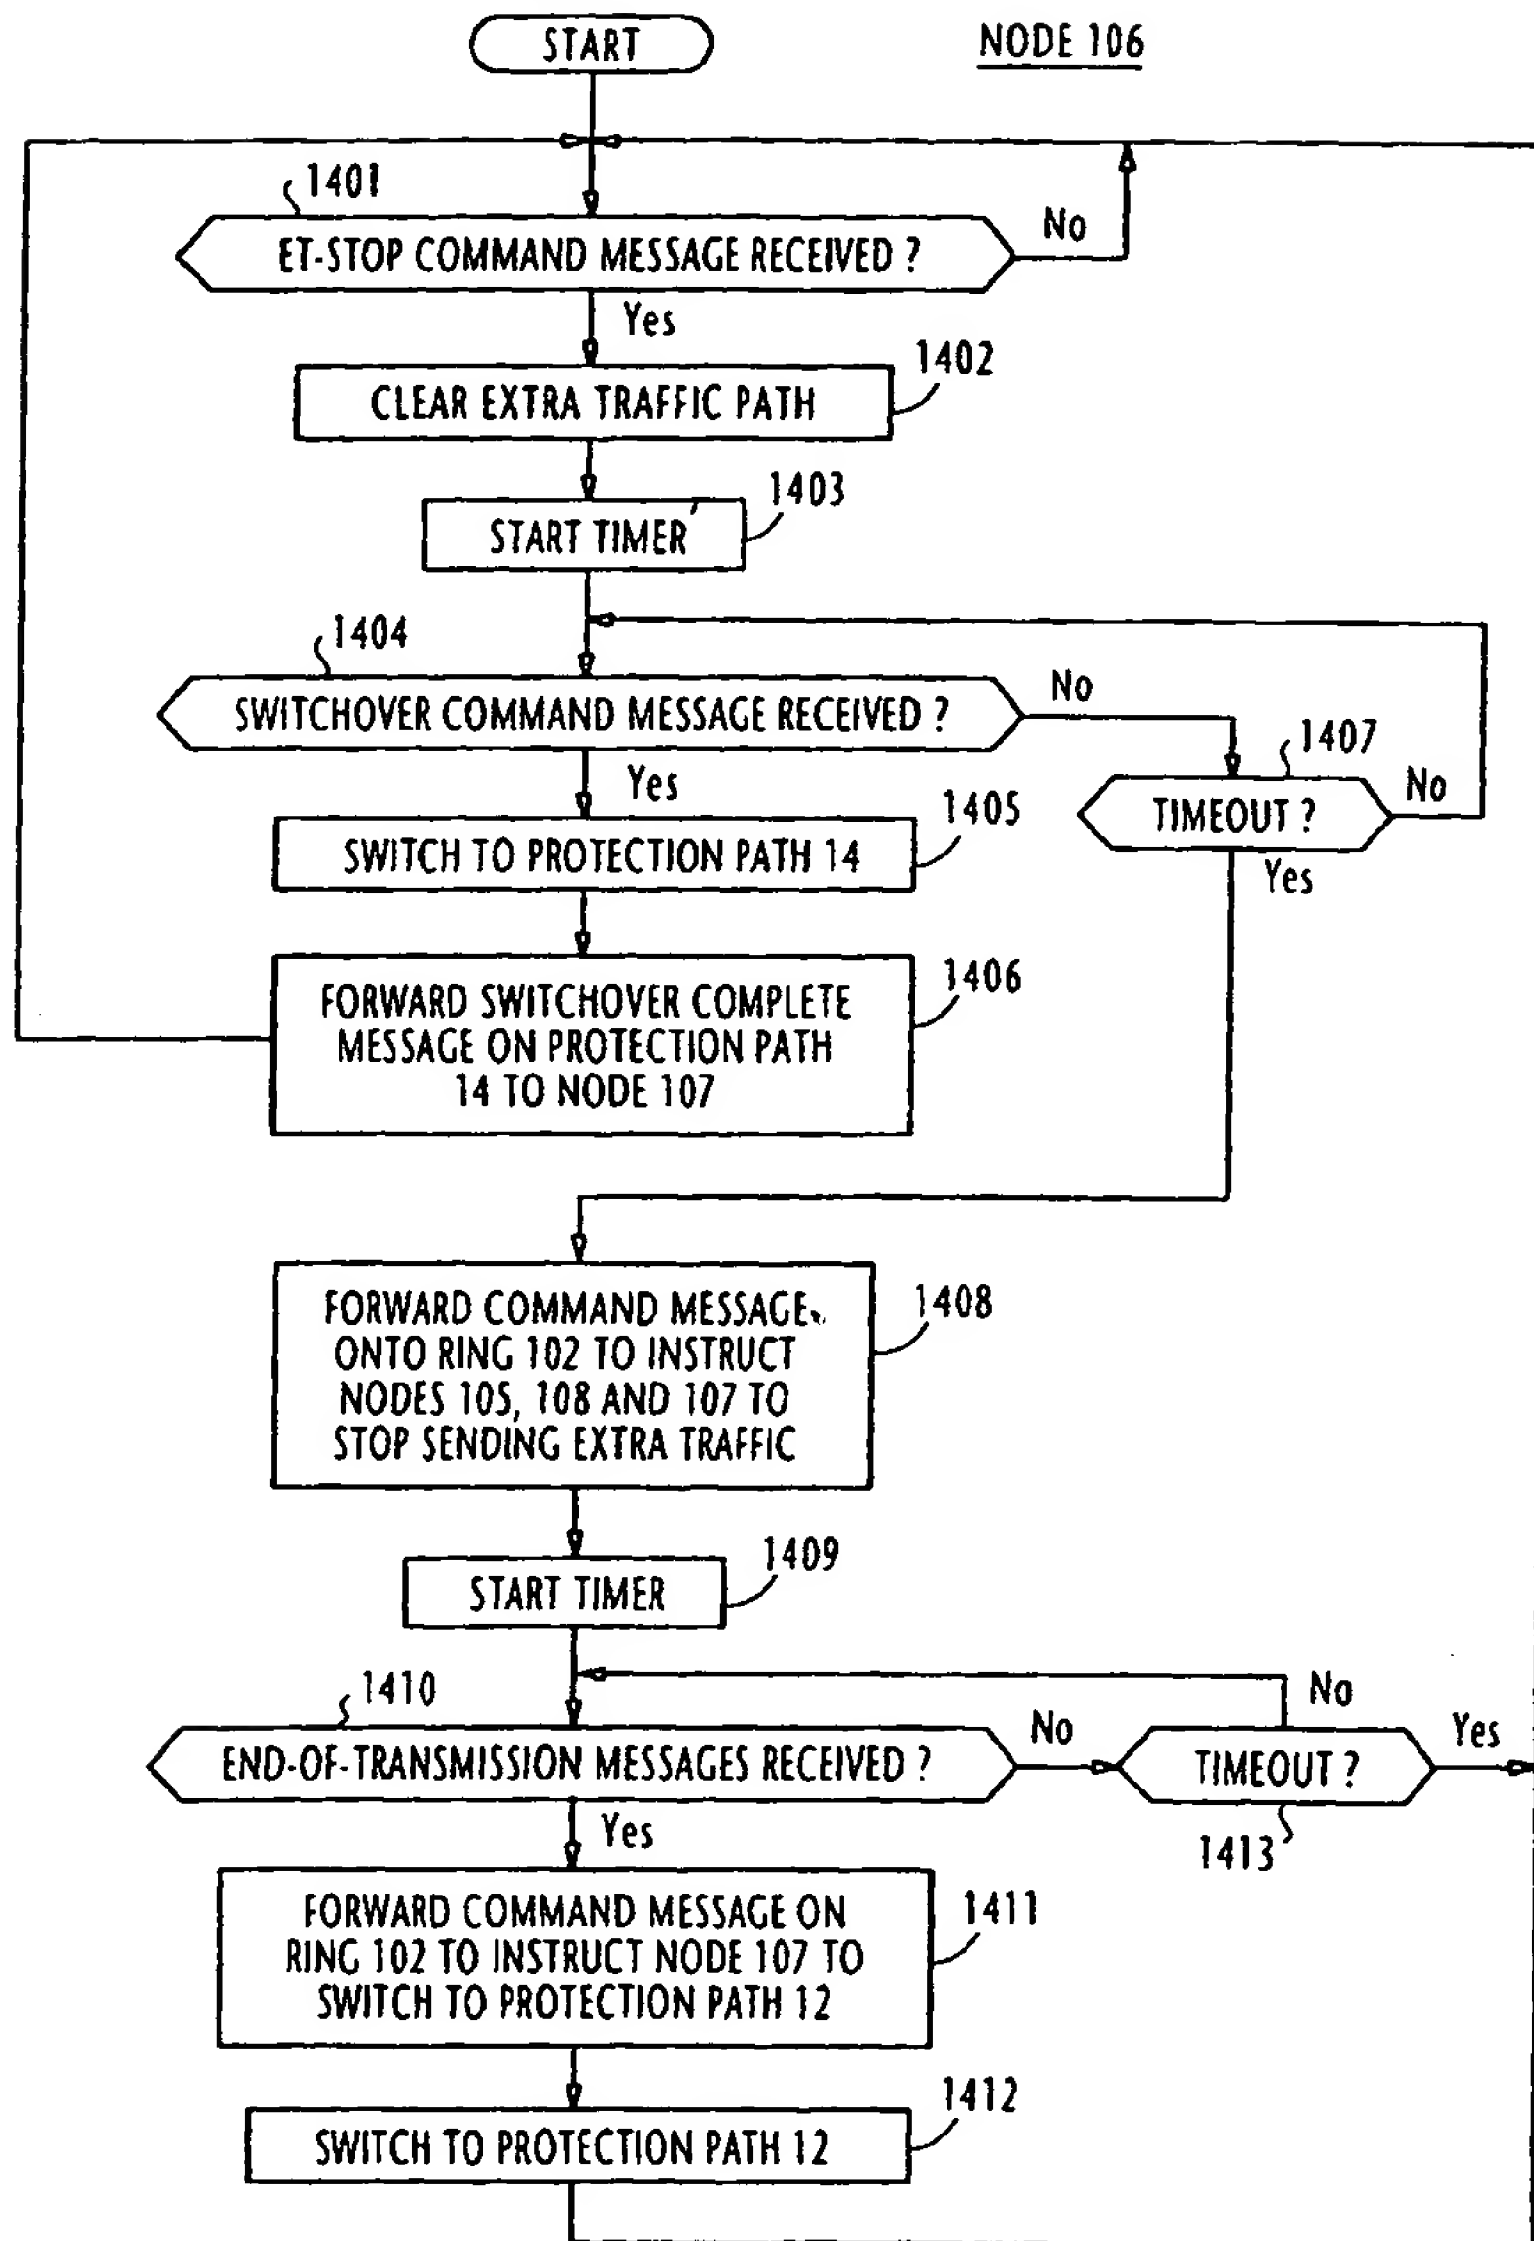 START
NODE 106
1401
ET-STOP COMMAND MESSAGE RECEIVED ?
No
Yes
1402
CLEAR EXTRA TRAFFIC PATH
1403
START TIMER
1404
SWITCHOVER COMMAND MESSAGE RECEIVED ?
No
1407
TIMEOUT ?
No
Yes
Yes
1405
SWITCH TO PROTECTION PATH 14
1406
FORWARD SWITCHOVER COMPLETE
MESSAGE ON PROTECTION PATH
14 TO NODE 107
1408
FORWARD COMMAND MESSAGE
ONTO RING 102 TO INSTRUCT
NODES 105, 108 AND 107 TO
STOP SENDING EXTRA TRAFFIC
1409
START TIMER
1410
END-OF-TRANSMISSION MESSAGES RECEIVED ?
No
No
TIMEOUT ?
Yes
1413
Yes
1411
FORWARD COMMAND MESSAGE ON
RING 102 TO INSTRUCT NODE 107 TO
SWITCH TO PROTECTION PATH 12
1412
SWITCH TO PROTECTION PATH 12